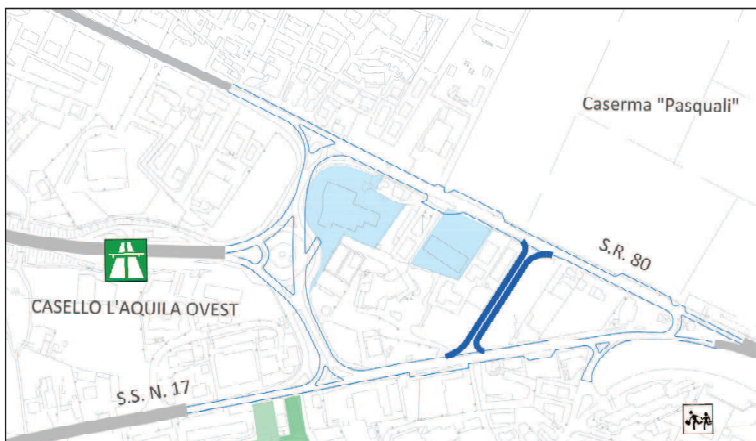 Caserma "Pasquali"
S.R. 80
CASELLO L'AQUILA OVEST
S.S. N. 17